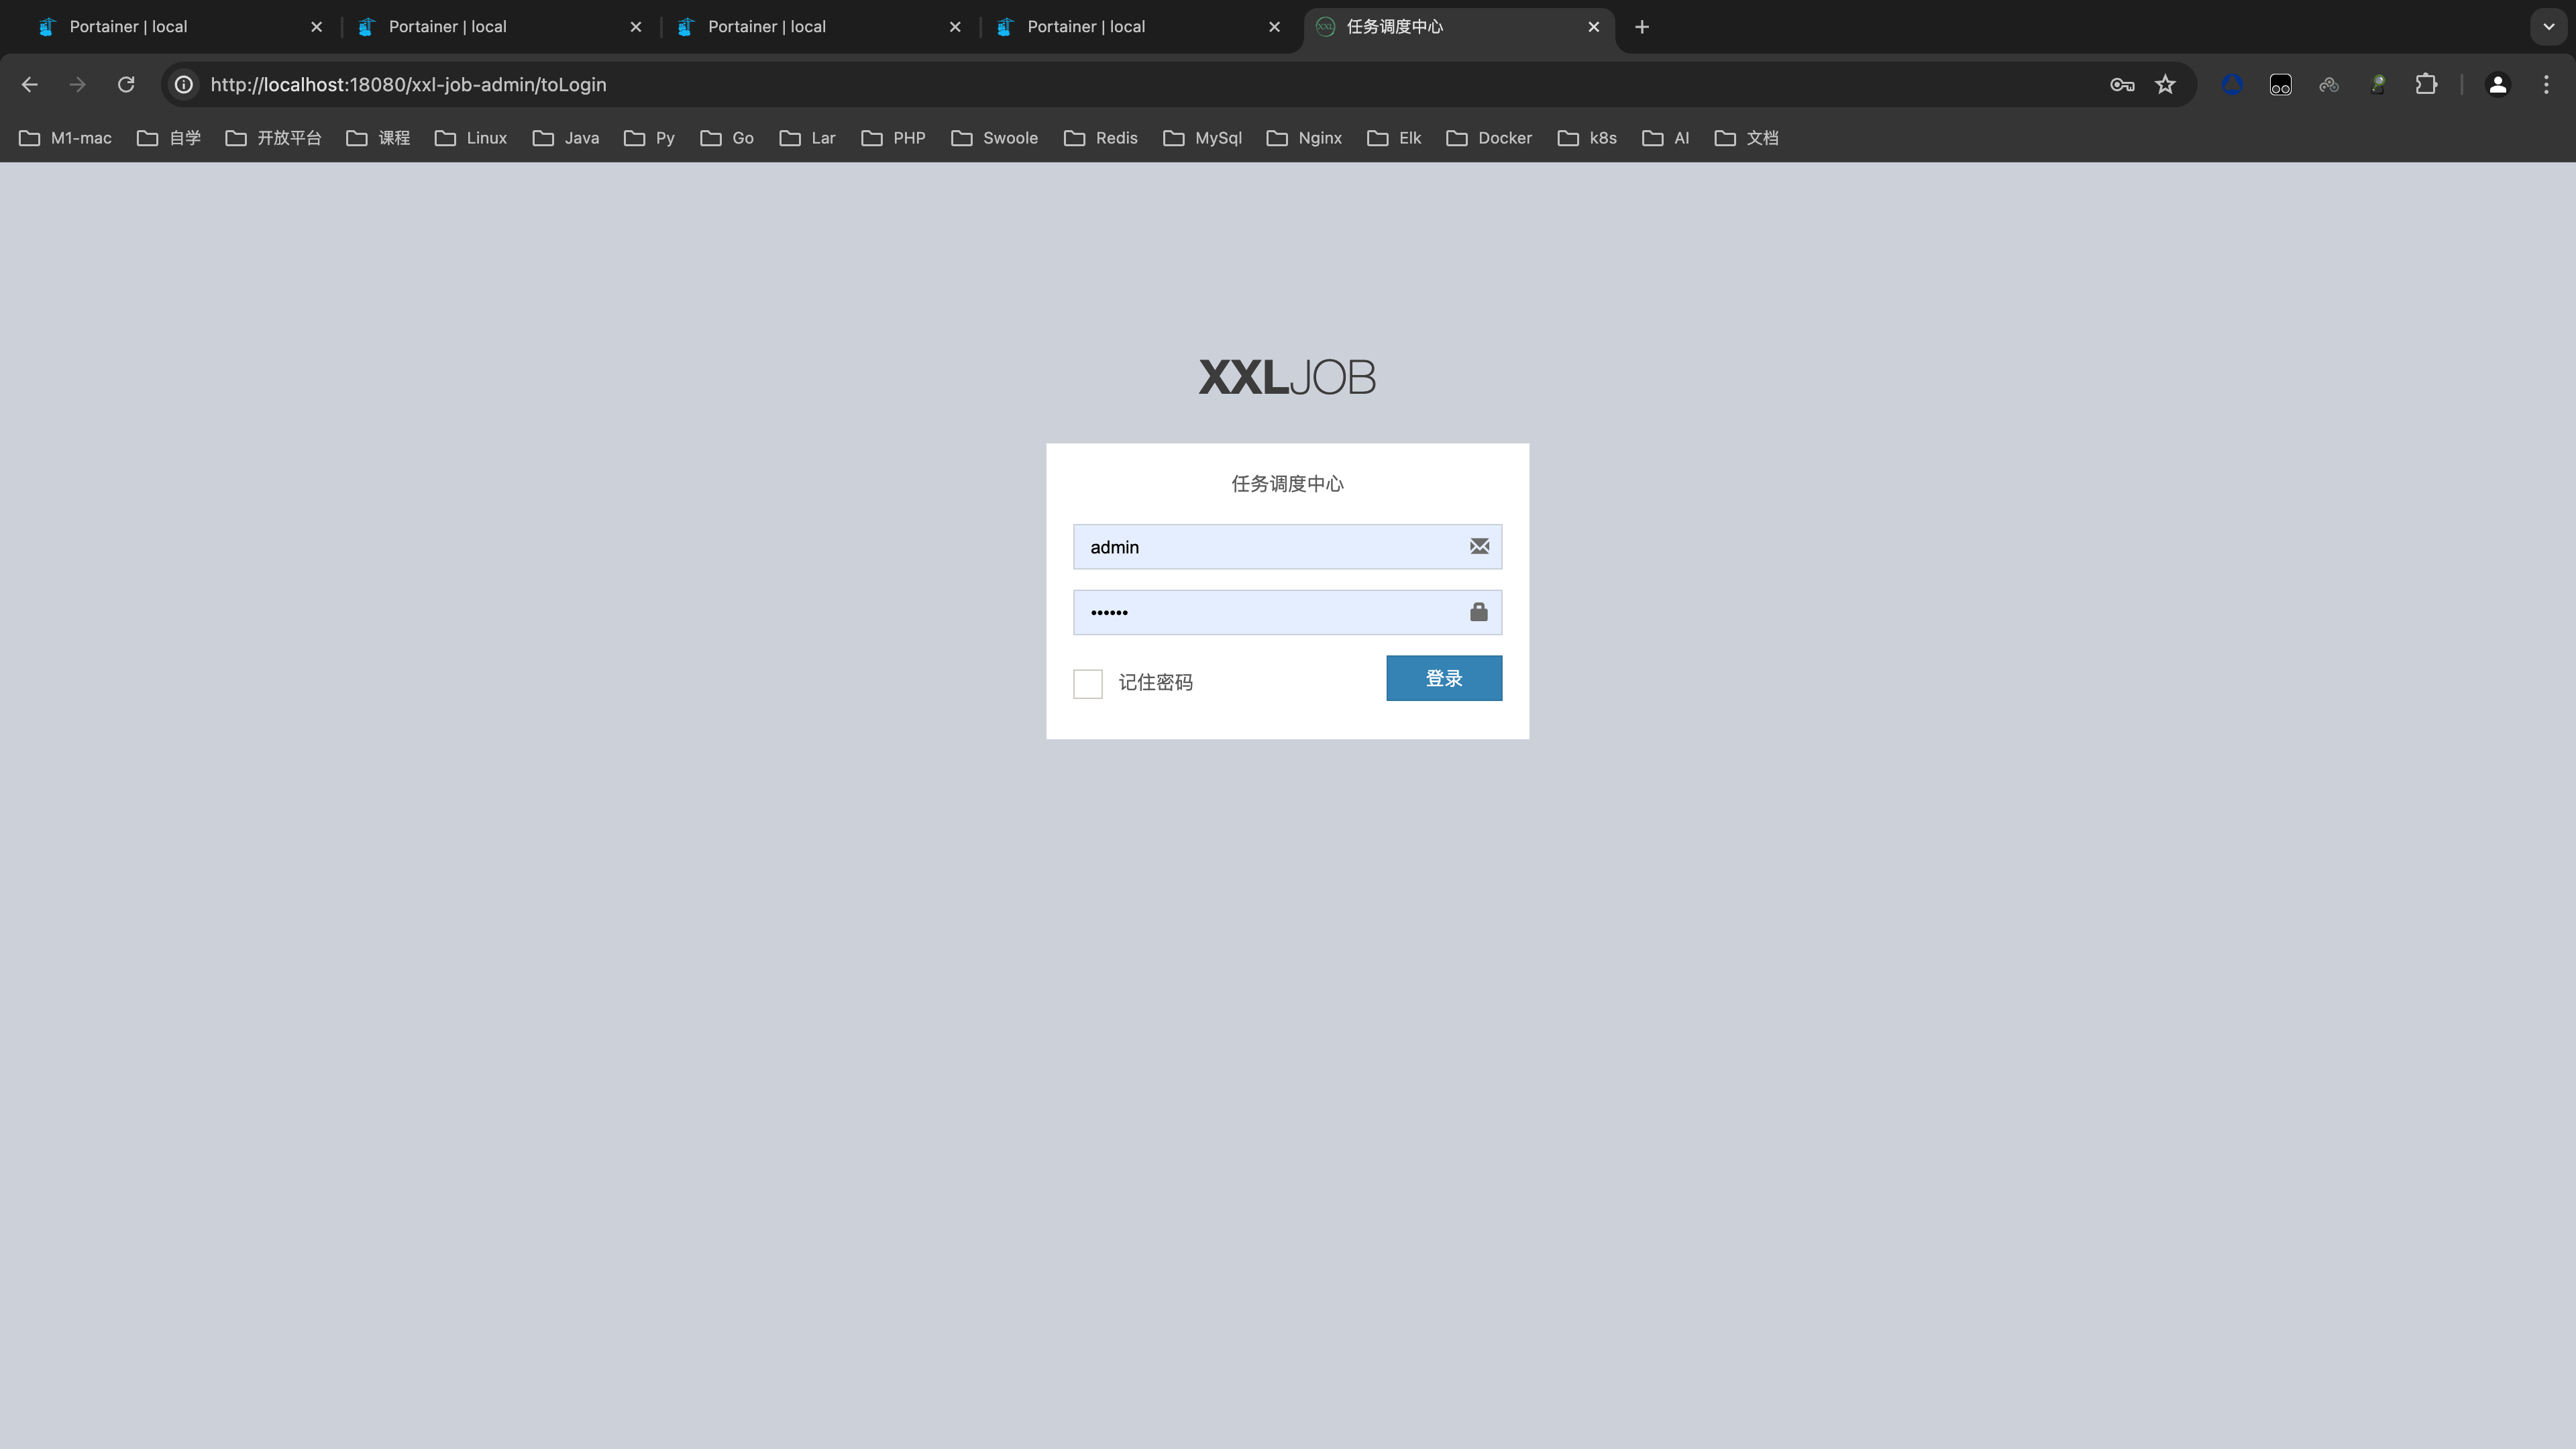 Portainer | local
Portainer | local
Portainer | local
Portainer | local
任务调度中心
http://localhost:18080/xxl-job-admin/toLogin
M1-mac 自学 开放平台 课程 Linux Java Py Go Lar PHP Swoole Redis MySql Nginx Elk Docker k8s AI 文档
XXLJOB
任务调度中心
admin
••••••
记住密码
登录